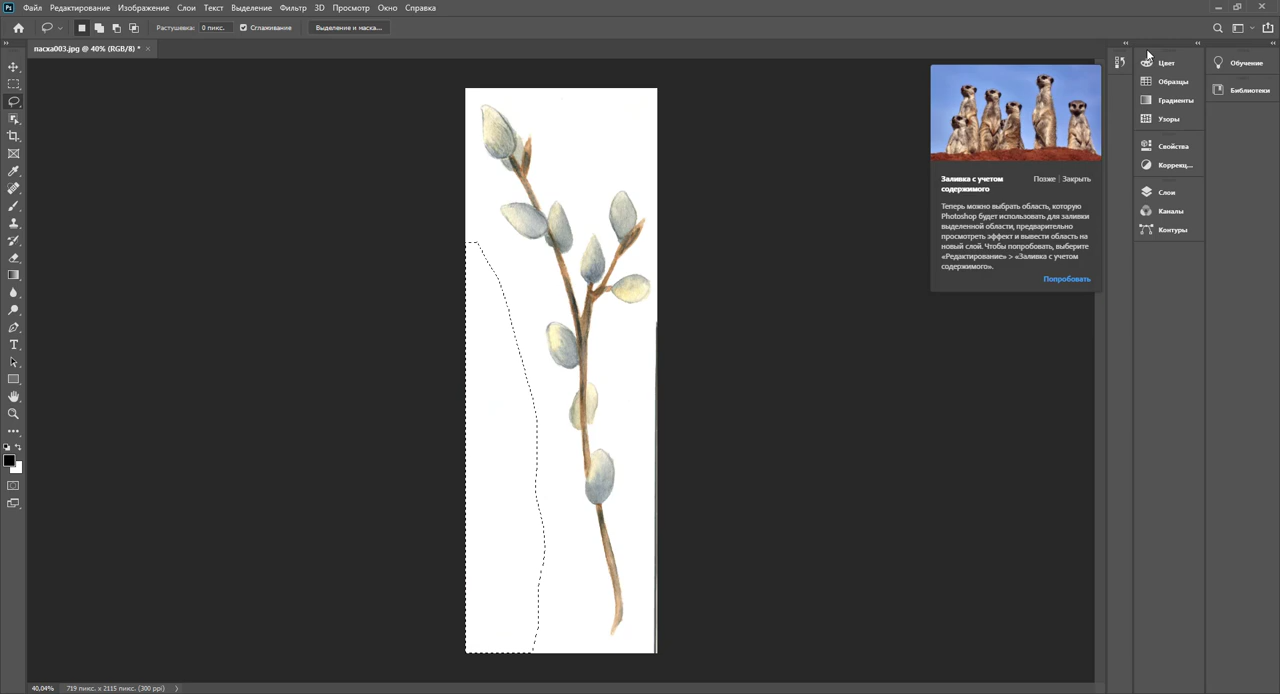 Ps Файл Редактирование Изображение Слои Текст Выделение Фильтр 3D Просмотр Окно Справка
Растушевка: 0 пикс. Сглаживание Выделение и маска...
пасха003.jpg @ 40% (RGB/8) *
Цвет
Образцы
Градиенты
Узоры
Свойства
Коррекц...
Слои
Каналы
Контуры
Обучение
Библиотеки
Заливка с учетом содержимого
Позже Закрыть
Теперь можно выбрать область, которую
Photoshop будет использовать для заливки
выделенной области, предварительно
просмотреть эффект и вывести область на
новый слой. Чтобы попробовать, выберите
«Редактирование» > «Заливка с учетом
содержимого».
Попробовать
40,04% 719 пикс. x 2115 пикс. (300 ppi)